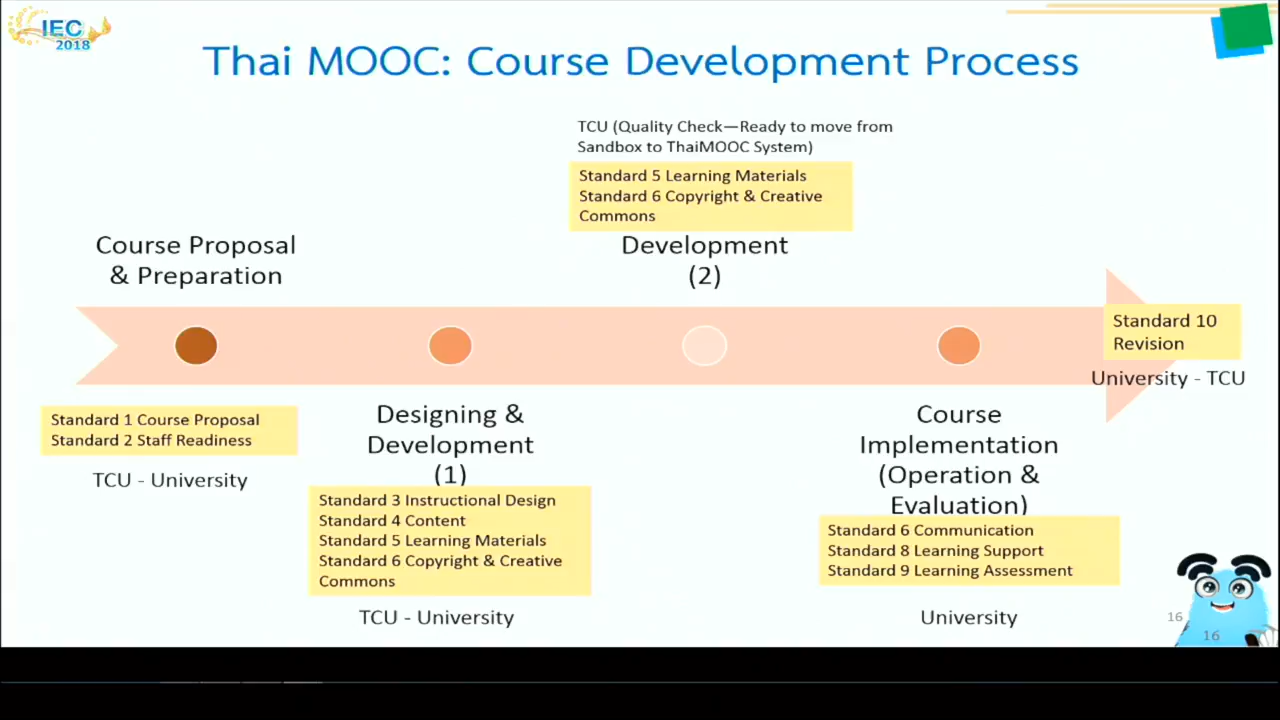 IEC
2018
Thai MOOC: Course Development Process
TCU (Quality Check—Ready to move from
Sandbox to ThaiMOOC System)
Standard 5 Learning Materials
Standard 6 Copyright & Creative
Commons
Course Proposal
& Preparation
Development
(2)
Standard 10
Revision
University - TCU
Standard 1 Course Proposal
Standard 2 Staff Readiness
TCU - University
Designing &
Development
(1)
Standard 3 Instructional Design
Standard 4 Content
Standard 5 Learning Materials
Standard 6 Copyright & Creative
Commons
TCU - University
Course
Implementation
(Operation &
Evaluation)
Standard 6 Communication
Standard 8 Learning Support
Standard 9 Learning Assessment
University
16
16